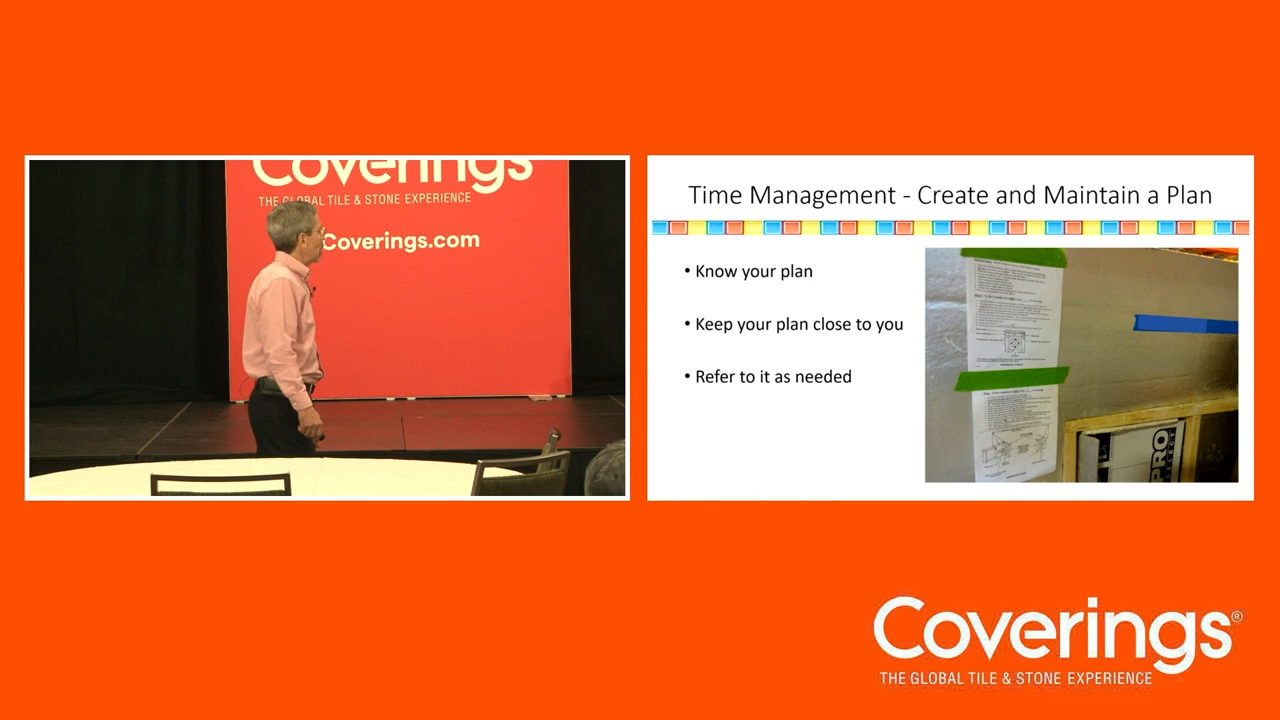 Coverings
THE GLOBAL TILE & STONE EXPERIENCE
Coverings.com
Time Management - Create and Maintain a Plan
• Know your plan
• Keep your plan close to you
• Refer to it as needed
PRO
Coverings®
THE GLOBAL TILE & STONE EXPERIENCE